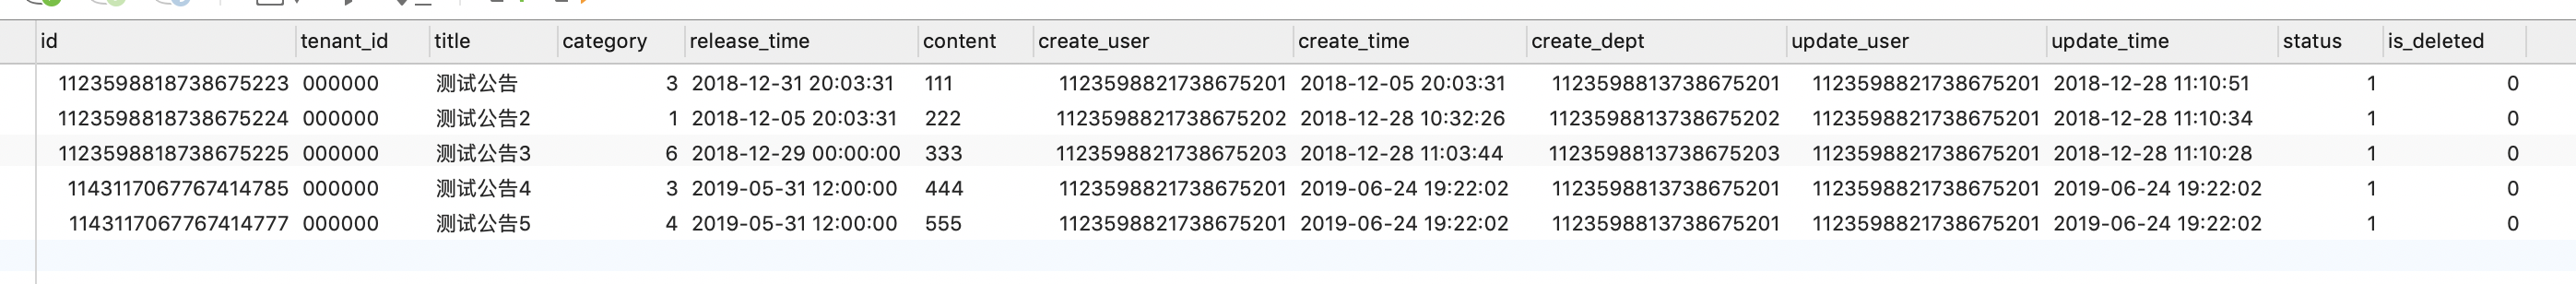 id tenant_id title category release_time content create_user create_time create_dept update_user update_time status is_deleted
1123598818738675223 000000 测试公告 3 2018-12-31 20:03:31 111 1123598821738675201 2018-12-05 20:03:31 1123598813738675201 1123598821738675201 2018-12-28 11:10:51 1 0
1123598818738675224 000000 测试公告2 1 2018-12-05 20:03:31 222 1123598821738675202 2018-12-28 10:32:26 1123598813738675202 1123598821738675201 2018-12-28 11:10:34 1 0
1123598818738675225 000000 测试公告3 6 2018-12-29 00:00:00 333 1123598821738675203 2018-12-28 11:03:44 1123598813738675203 1123598821738675201 2018-12-28 11:10:28 1 0
1143117067767414785 000000 测试公告4 3 2019-05-31 12:00:00 444 1123598821738675201 2019-06-24 19:22:02 1123598813738675201 1123598821738675201 2019-06-24 19:22:02 1 0
1143117067767414777 000000 测试公告5 4 2019-05-31 12:00:00 555 1123598821738675201 2019-06-24 19:22:02 1123598813738675201 1123598821738675201 2019-06-24 19:22:02 1 0